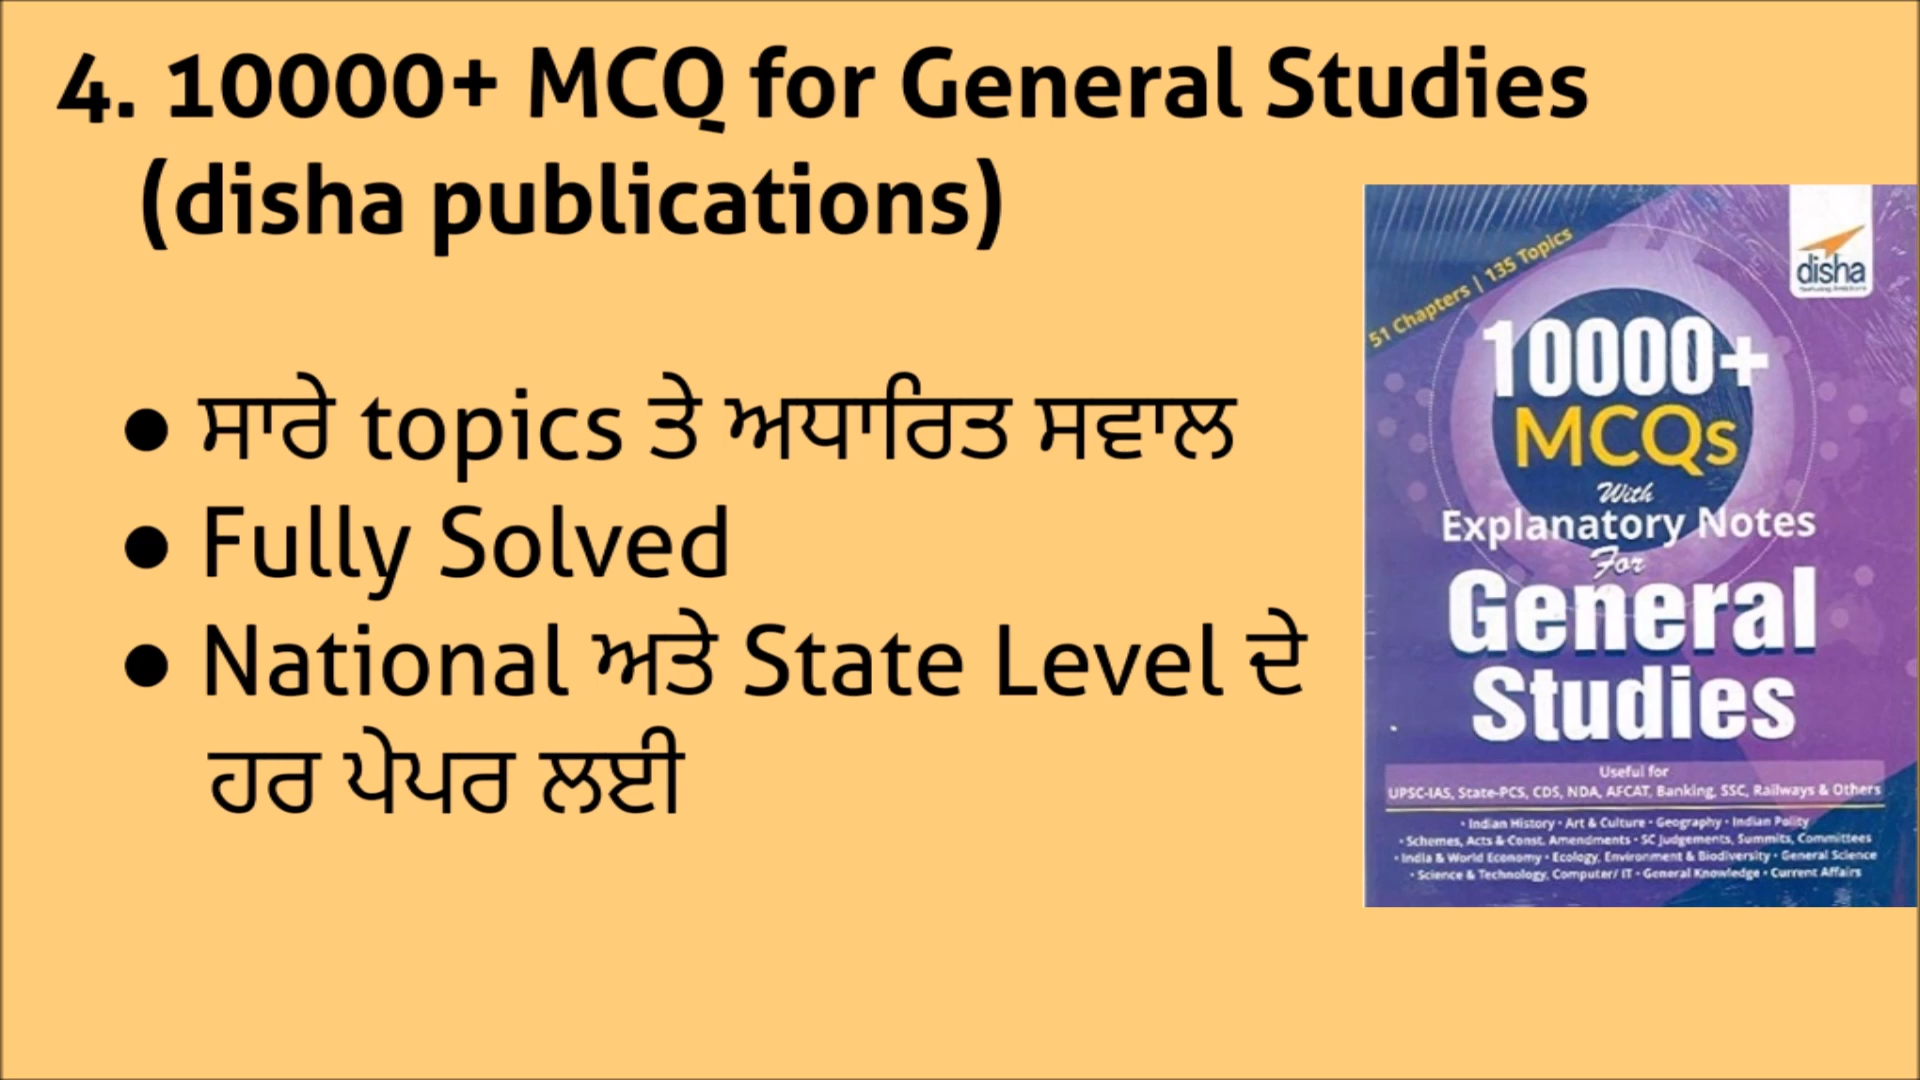 4. 10000+ MCQ for General Studies
(disha publications)
● ਸਾਰੇ topics ਤੇ ਅਧਾਰਿਤ ਸਵਾਲ
● Fully Solved
● National ਅਤੇ State Level ਦੇ
ਹਰ ਪੇਪਰ ਲਈ
51 Chapters | 135 Topics
disha
10000+
MCQs
With
Explanatory Notes
For
General
Studies
Useful for
UPSC-IAS, State-PCS, CDS, NDA, AFCAT, Banking, SSC, Railways & Others
• Indian History • Art & Culture • Geography • Indian Polity
• Schemes, Acts & Const. Amendments • SC Judgements, Summits, Committees
• India & World Economy • Ecology, Environment & Biodiversity • General Science
• Science & Technology, Computer/ IT • General Knowledge • Current Affairs